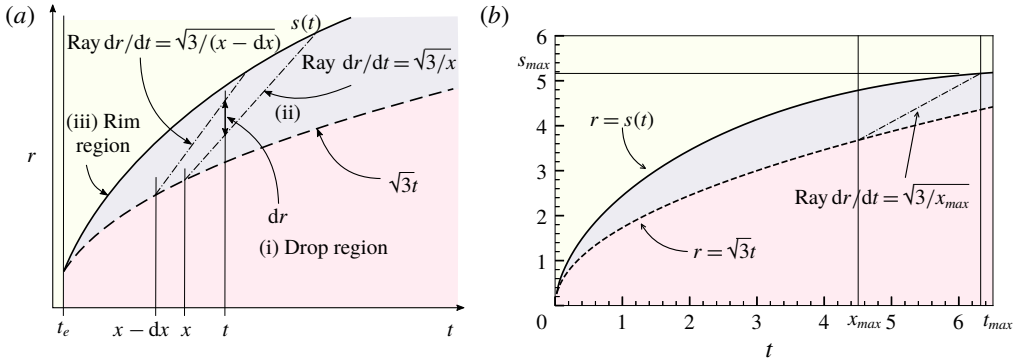 (a)
s(t)
Ray dr/dt = √3/(x − dx)
Ray dr/dt = √3/x
(ii)
(iii) Rim
region
r
√3t
dr
(i) Drop region
t_e
x − dx
x
t
t
(b)
6
s_max
5
4
3
2
1
0
r = s(t)
Ray dr/dt = √3/x_max
r = √3t
1
2
3
4
x_max
5
6
t_max
t